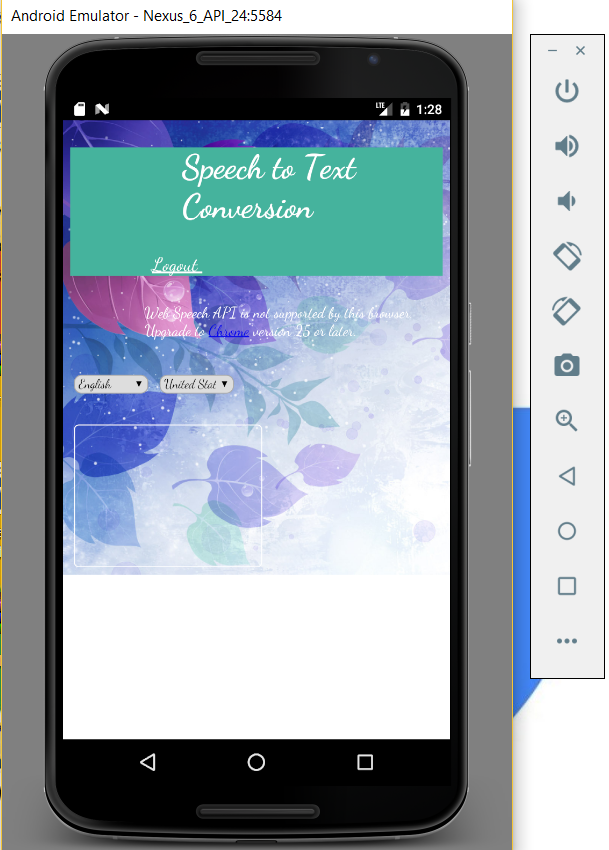 Android Emulator - Nexus_6_API_24:5584
LTE 1:28
Speech to Text
Conversion
Logout
Web Speech API is not supported by this browser.
Upgrade to Chrome version 25 or later.
English United Stat